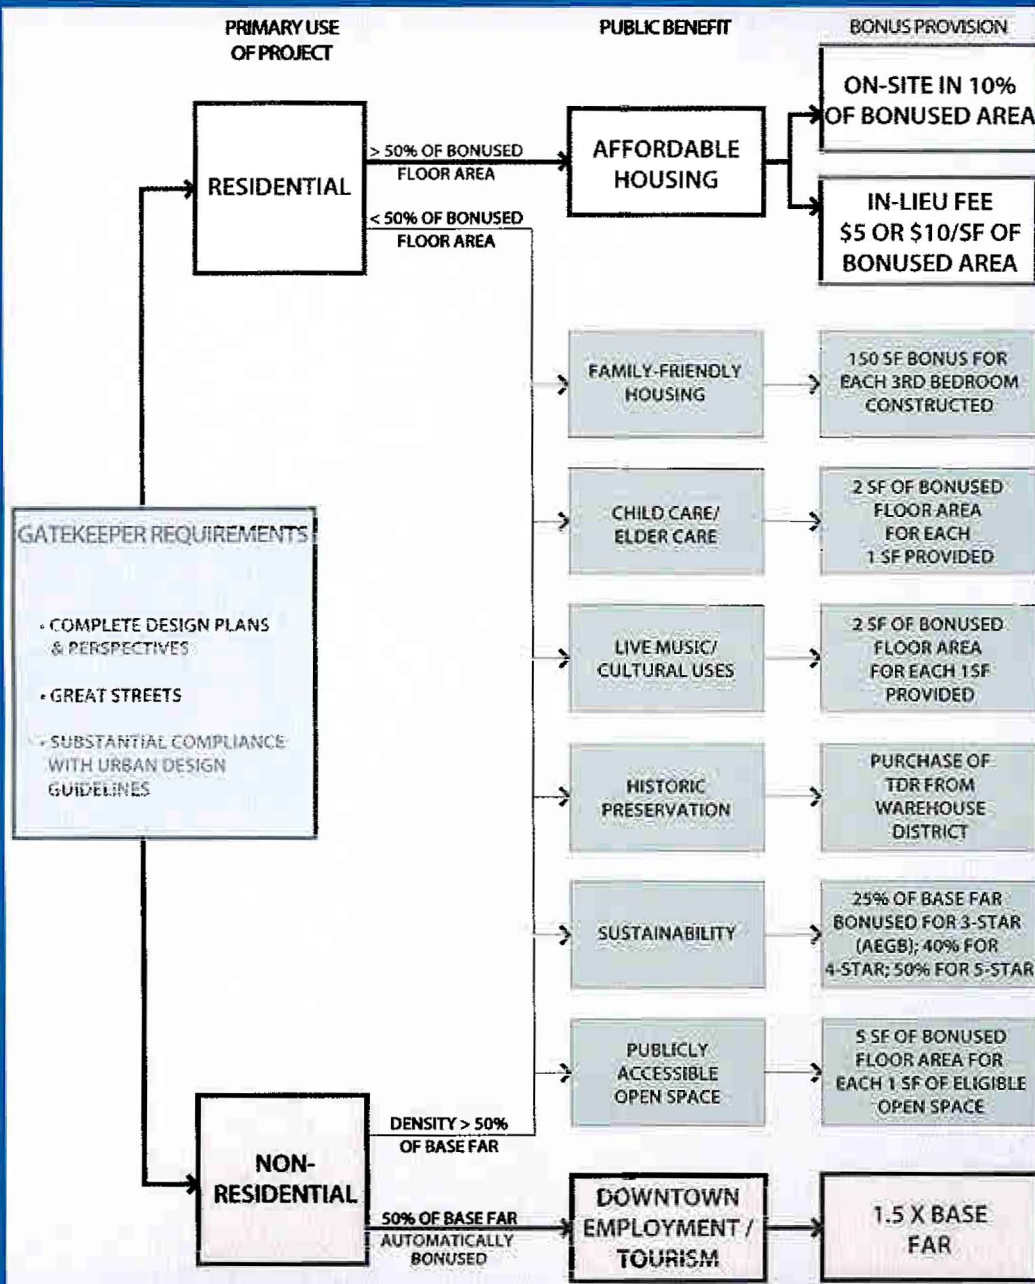 PRIMARY USE
OF PROJECT
PUBLIC BENEFIT
BONUS PROVISION
RESIDENTIAL
> 50% OF BONUSED
FLOOR AREA
< 50% OF BONUSED
FLOOR AREA
AFFORDABLE
HOUSING
ON-SITE IN 10%
OF BONUSED AREA
IN-LIEU FEE
$5 OR $10/SF OF
BONUSED AREA
FAMILY-FRIENDLY
HOUSING
150 SF BONUS FOR
EACH 3RD BEDROOM
CONSTRUCTED
GATEKEEPER REQUIREMENTS
• COMPLETE DESIGN PLANS
& PERSPECTIVES
• GREAT STREETS
• SUBSTANTIAL COMPLIANCE
WITH URBAN DESIGN
GUIDELINES
CHILD CARE/
ELDER CARE
2 SF OF BONUSED
FLOOR AREA
FOR EACH
1 SF PROVIDED
LIVE MUSIC/
CULTURAL USES
2 SF OF BONUSED
FLOOR AREA
FOR EACH 1SF
PROVIDED
HISTORIC
PRESERVATION
PURCHASE OF
TDR FROM
WAREHOUSE
DISTRICT
SUSTAINABILITY
25% OF BASE FAR
BONUSED FOR 3-STAR
(AEGB); 40% FOR
4-STAR; 50% FOR 5-STAR
PUBLICLY
ACCESSIBLE
OPEN SPACE
5 SF OF BONUSED
FLOOR AREA FOR
EACH 1 SF OF ELIGIBLE
OPEN SPACE
NON-
RESIDENTIAL
DENSITY > 50%
OF BASE FAR
50% OF BASE FAR
AUTOMATICALLY
BONUSED
DOWNTOWN
EMPLOYMENT /
TOURISM
1.5 X BASE
FAR